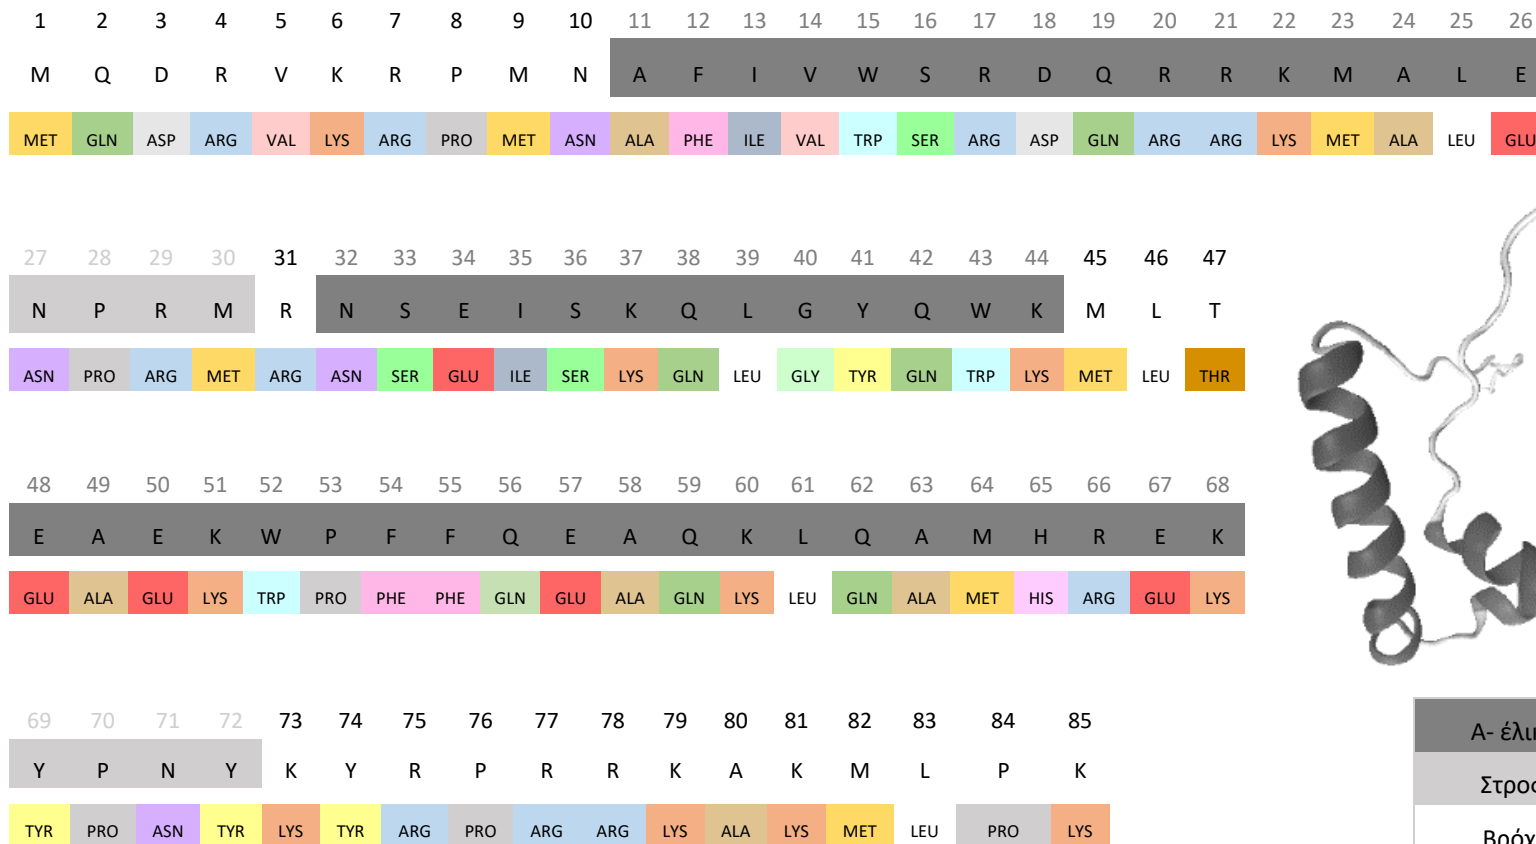 1 2 3 4 5 6 7 8 9 10 11 12 13 14 15 16 17 18 19 20 21 22 23 24 25 26
M Q D R V K R P M N A F I V W S R D Q R R K M A L E
MET GLN ASP ARG VAL LYS ARG PRO MET ASN ALA PHE ILE VAL TRP SER ARG ASP GLN ARG ARG LYS MET ALA LEU GLU
27 28 29 30 31 32 33 34 35 36 37 38 39 40 41 42 43 44 45 46 47
N P R M R N S E I S K Q L G Y Q W K M L T
ASN PRO ARG MET ARG ASN SER GLU ILE SER LYS GLN LEU GLY TYR GLN TRP LYS MET LEU THR
48 49 50 51 52 53 54 55 56 57 58 59 60 61 62 63 64 65 66 67 68
E A E K W P F F Q E A Q K L Q A M H R E K
GLU ALA GLU LYS TRP PRO PHE PHE GLN GLU ALA GLN LYS LEU GLN ALA MET HIS ARG GLU LYS
69 70 71 72 73 74 75 76 77 78 79 80 81 82 83 84 85
Y P N Y K Y R P R R K A K M L P K
TYR PRO ASN TYR LYS TYR ARG PRO ARG ARG LYS ALA LYS MET LEU PRO LYS
Α-